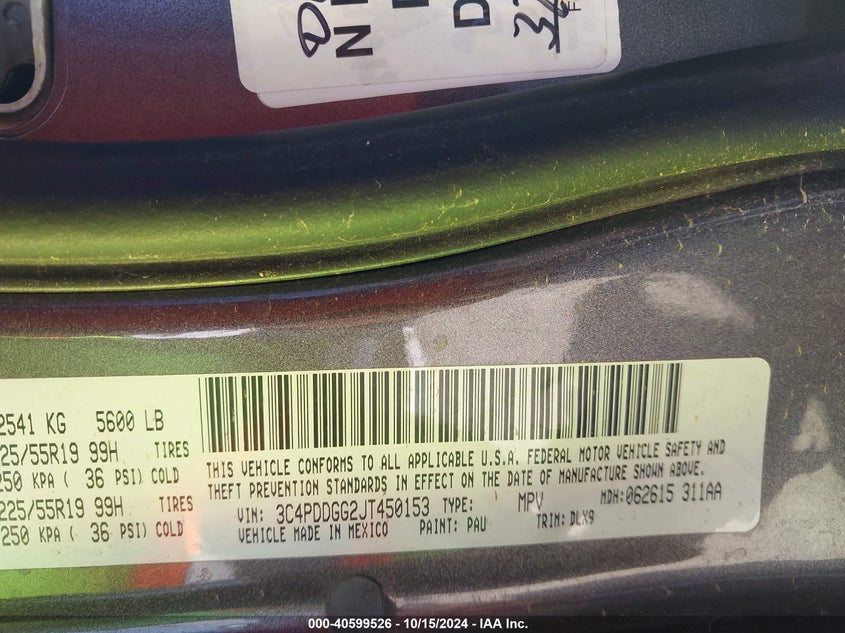 N
D
36
2541 KG 5600 LB
25/55R19 99H TIRES
250 KPA ( 36 PSI) COLD
225/55R19 99H TIRES
250 KPA ( 36 PSI) COLD
THIS VEHICLE CONFORMS TO ALL APPLICABLE U.S.A. FEDERAL MOTOR VEHICLE SAFETY AND
THEFT PREVENTION STANDARDS IN EFFECT ON THE DATE OF MANUFACTURE SHOWN ABOVE.
VIN: 3C4PDDGG2JT450153 TYPE: MPV MDH:062615 311AA
VEHICLE MADE IN MEXICO PAINT: PAU TRIM: DLX9
000-40599526 - 10/15/2024 - IAA Inc.